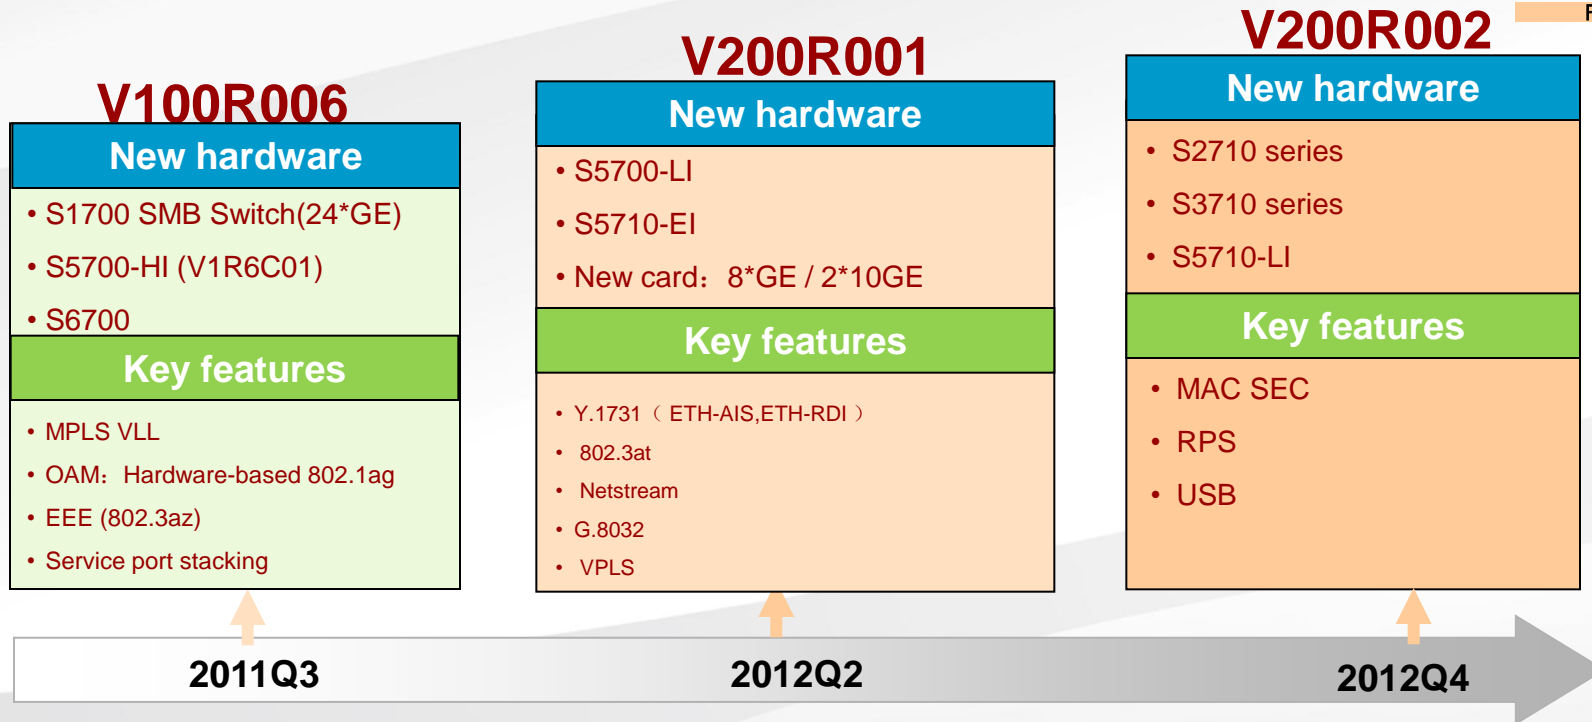 V100R006
New hardware
• S1700 SMB Switch(24*GE)
• S5700-HI (V1R6C01)
• S6700
Key features
• MPLS VLL
• OAM：Hardware-based 802.1ag
• EEE (802.3az)
• Service port stacking
V200R001
New hardware
• S5700-LI
• S5710-EI
• New card：8*GE / 2*10GE
Key features
• Y.1731（ETH-AIS,ETH-RDI）
• 802.3at
• Netstream
• G.8032
• VPLS
V200R002
New hardware
• S2710 series
• S3710 series
• S5710-LI
Key features
• MAC SEC
• RPS
• USB
2011Q3
2012Q2
2012Q4